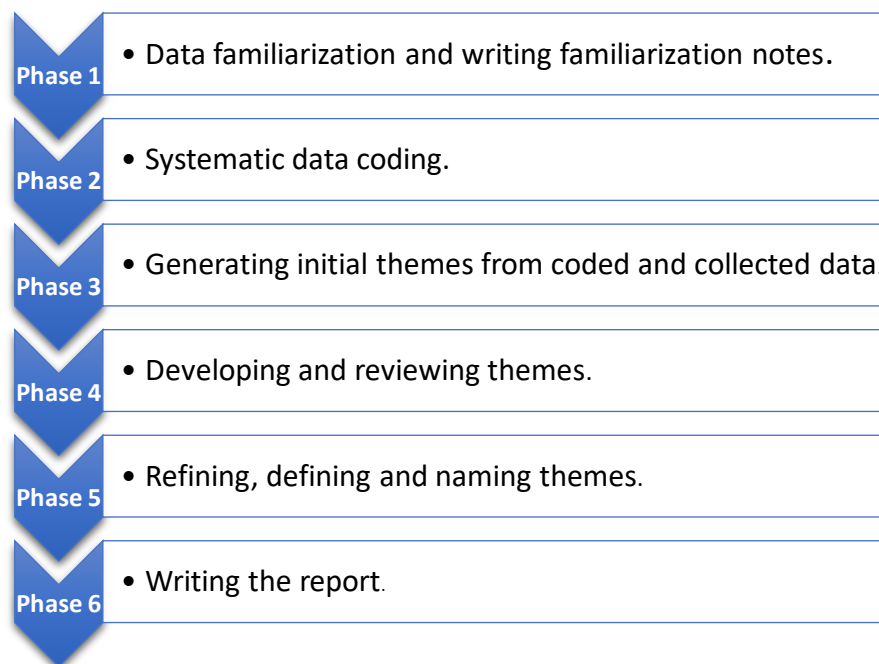 Phase 1
• Data familiarization and writing familiarization notes.
Phase 2
• Systematic data coding.
Phase 3
• Generating initial themes from coded and collected data.
Phase 4
• Developing and reviewing themes.
Phase 5
• Refining, defining and naming themes.
Phase 6
• Writing the report.